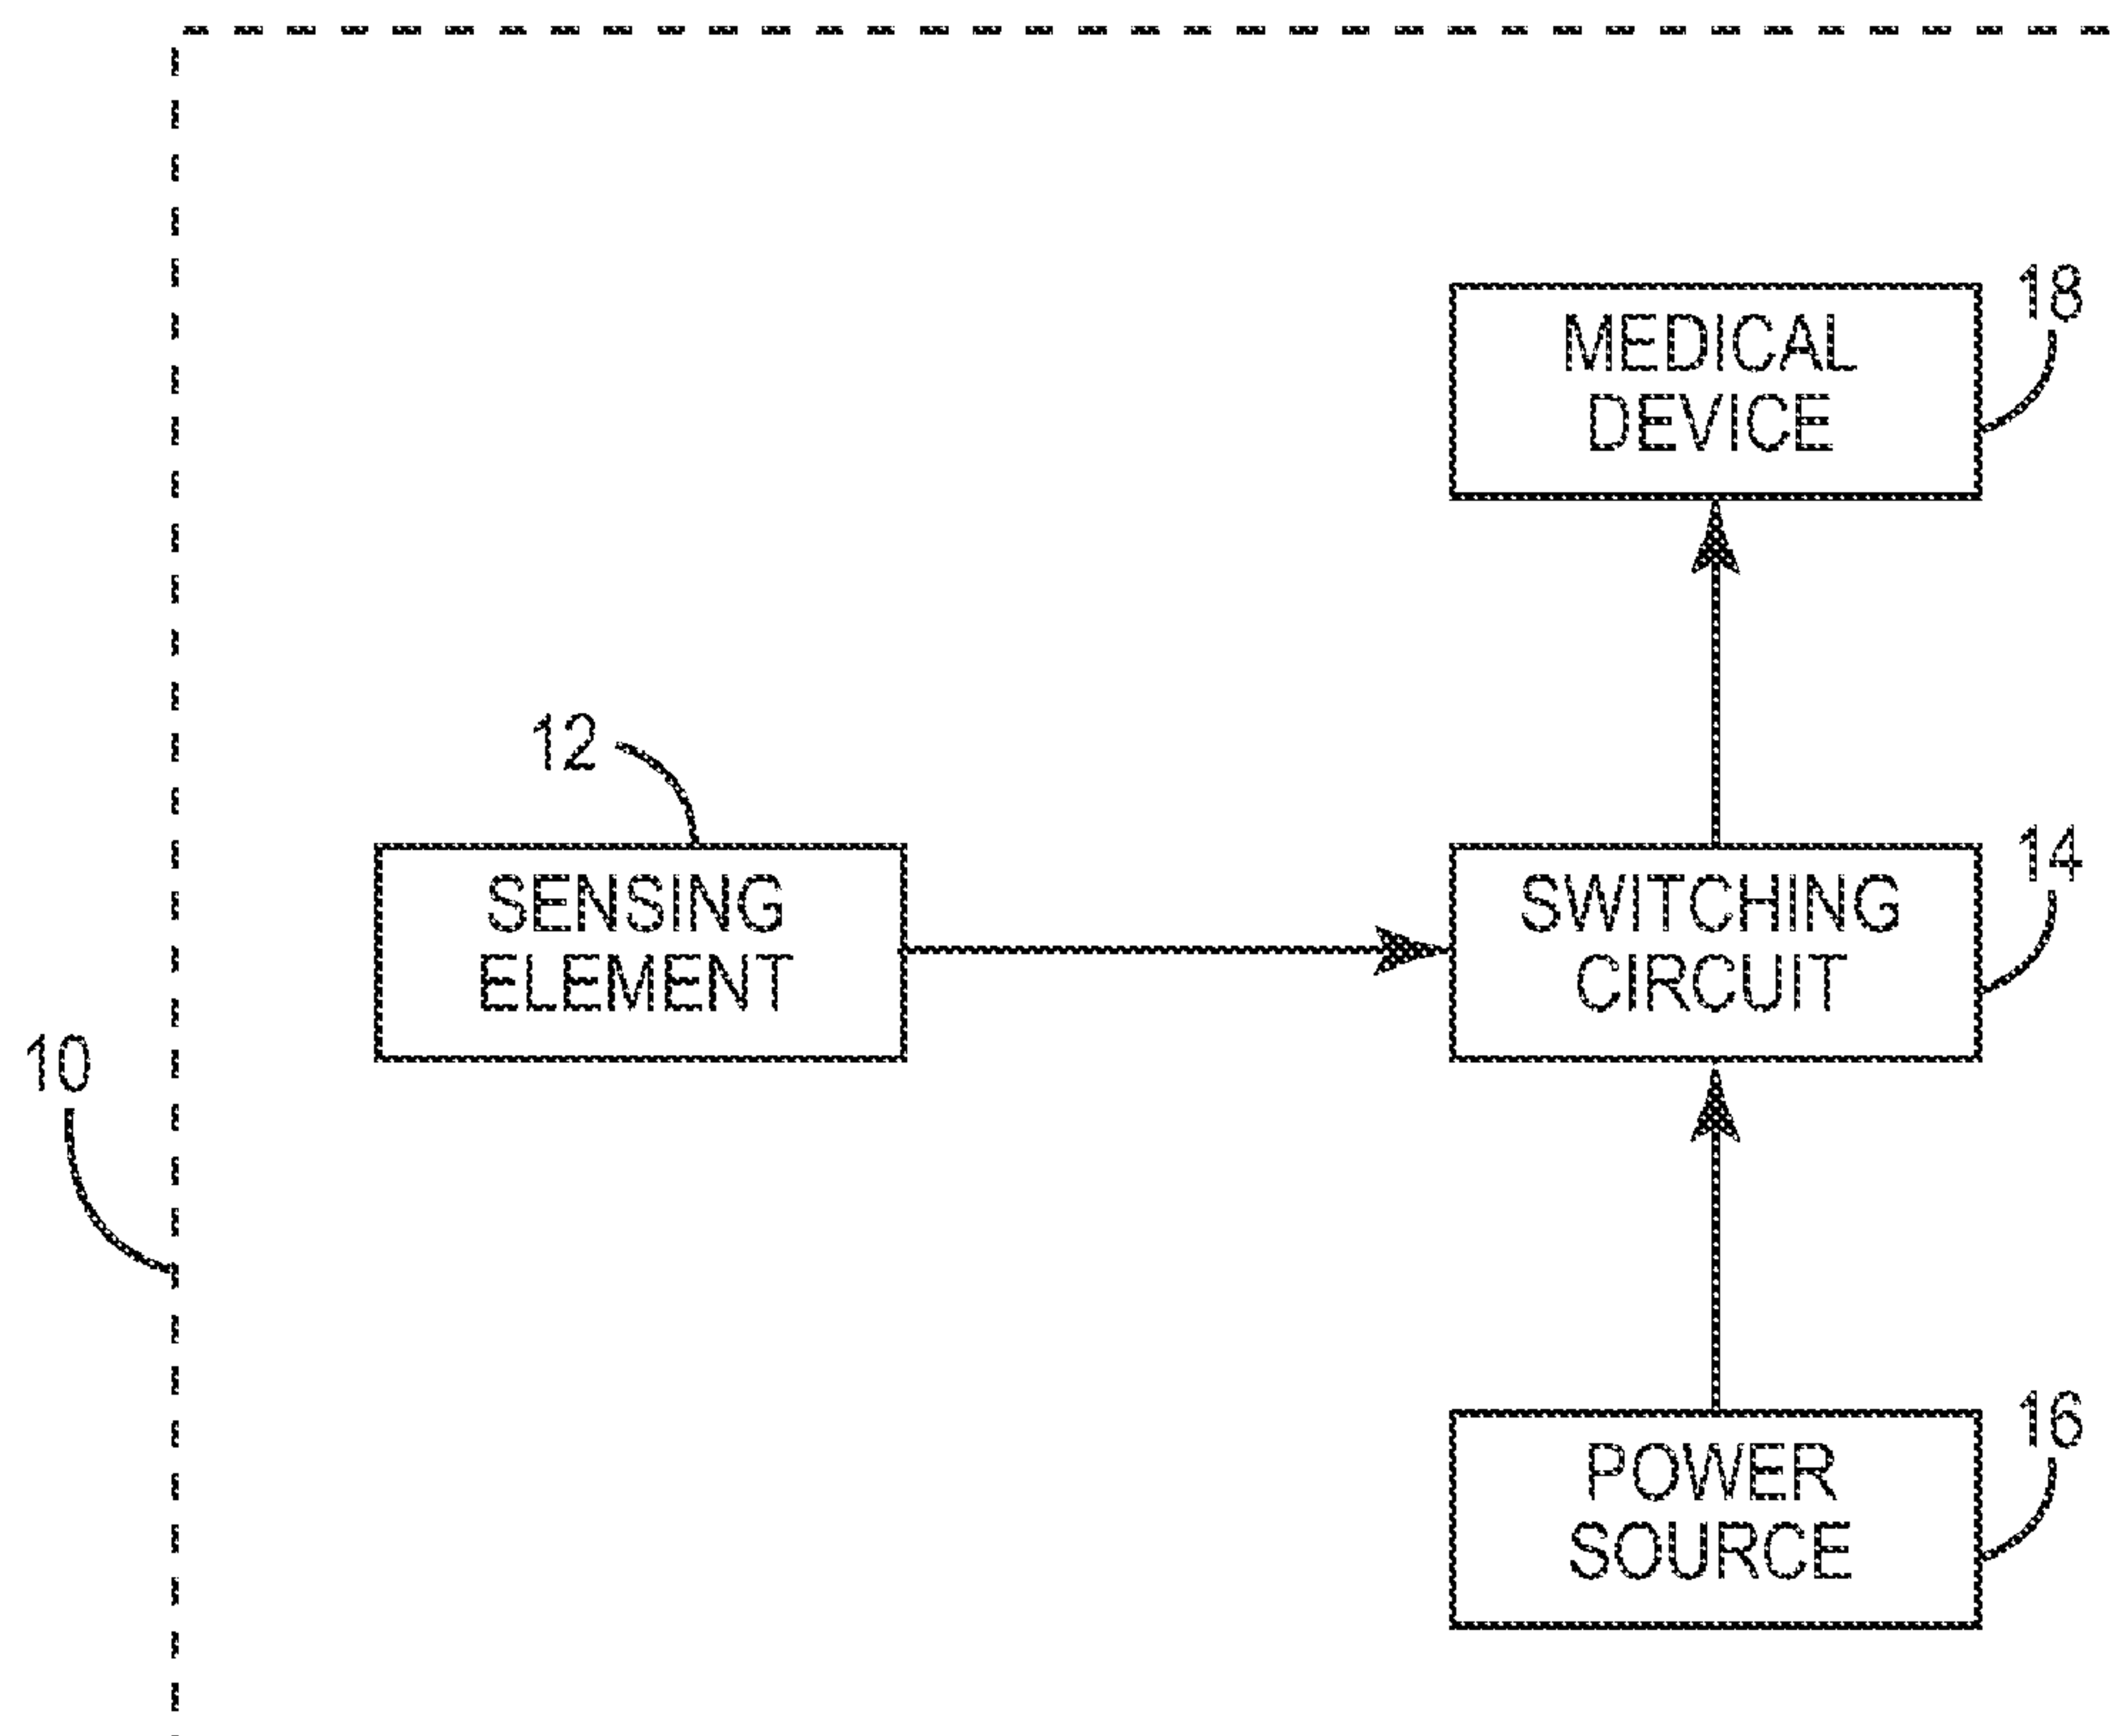 18
MEDICAL
DEVICE
12
14
SENSING
ELEMENT
SWITCHING
CIRCUIT
10
16
POWER
SOURCE